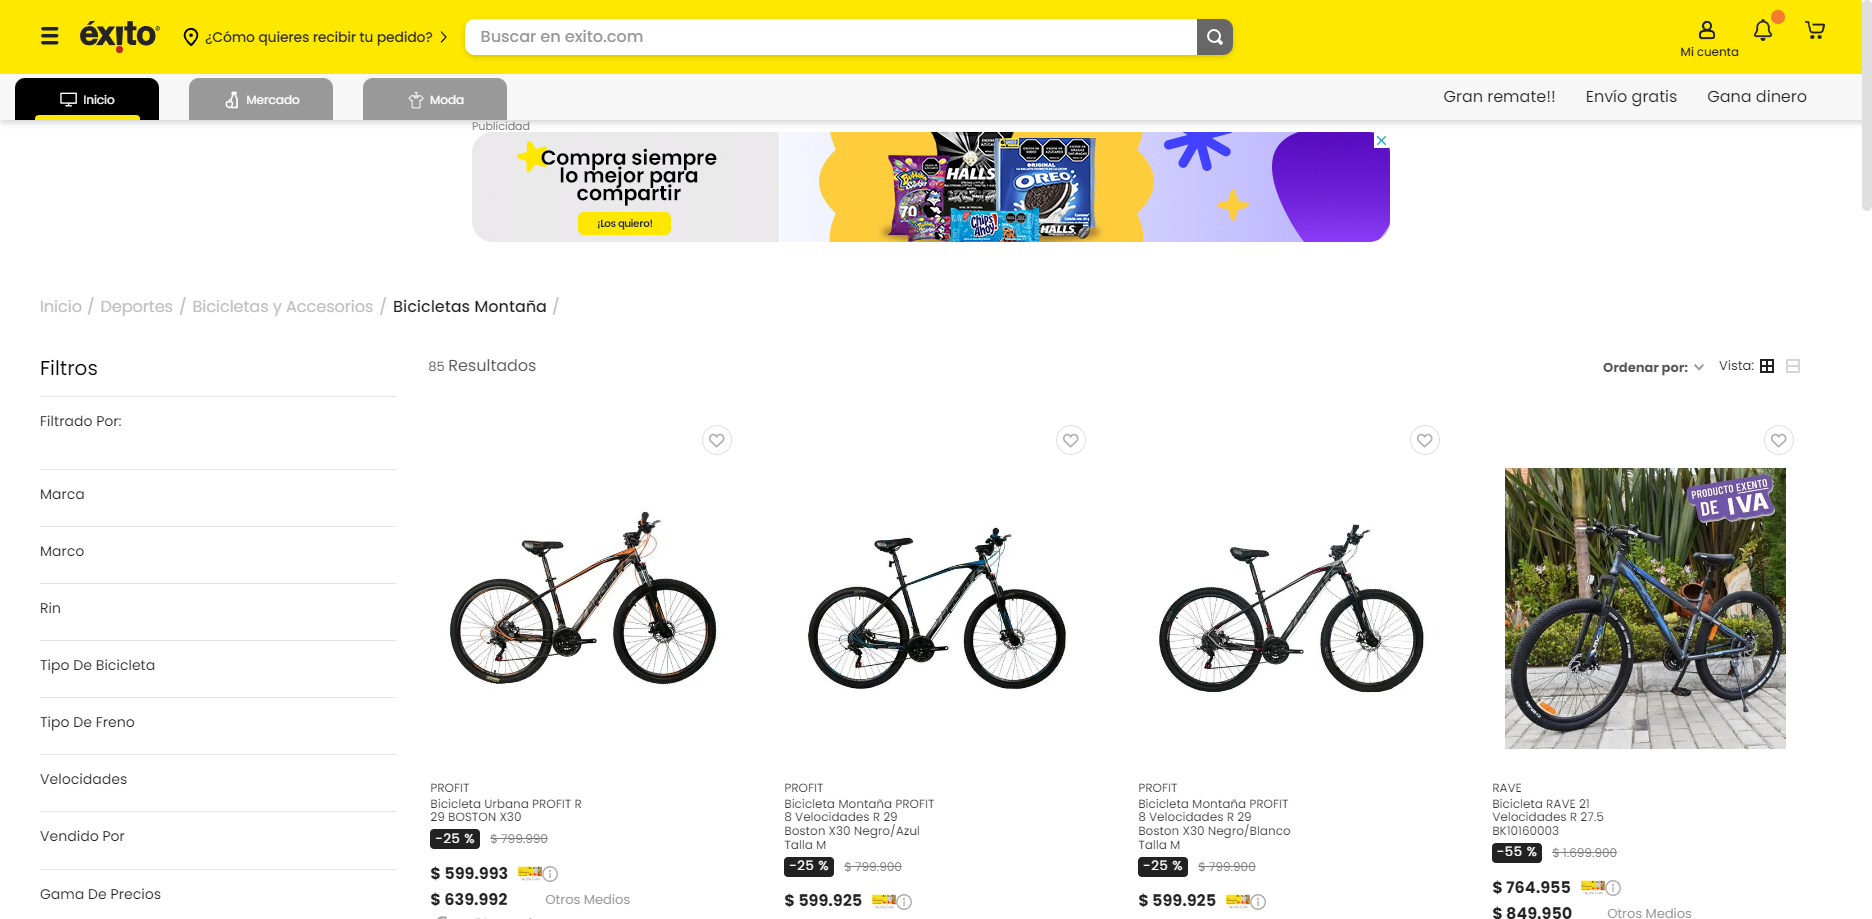 éxito
¿Cómo quieres recibir tu pedido?
Buscar en exito.com
Mi cuenta
Inicio
Mercado
Moda
Gran remate!!
Envío gratis
Gana dinero
Publicidad
Compra siempre
lo mejor para
compartir
¡Los quiero!
HALLS
ORIGINAL
OREO
70
Chips Ahoy!
HALLS
Inicio / Deportes / Bicicletas y Accesorios / Bicicletas Montaña /
Filtros
85 Resultados
Ordenar por:
Vista:
Filtrado Por:
Marca
Marco
Rin
Tipo De Bicicleta
Tipo De Freno
Velocidades
Vendido Por
Gama De Precios
PRODUCTO EXENTO
DE IVA
PROFIT
Bicicleta Urbana PROFIT R
29 BOSTON X30
-25 % $ 799.990
$ 599.993
$ 639.992 Otros Medios
PROFIT
Bicicleta Montaña PROFIT
8 Velocidades R 29
Boston X30 Negro/Azul
Talla M
-25 % $ 799.900
$ 599.925
PROFIT
Bicicleta Montaña PROFIT
8 Velocidades R 29
Boston X30 Negro/Blanco
Talla M
-25 % $ 799.900
$ 599.925
RAVE
Bicicleta RAVE 21
Velocidades R 27.5
BK10160003
-55 % $ 1.699.900
$ 764.955
$ 849.950 Otros Medios